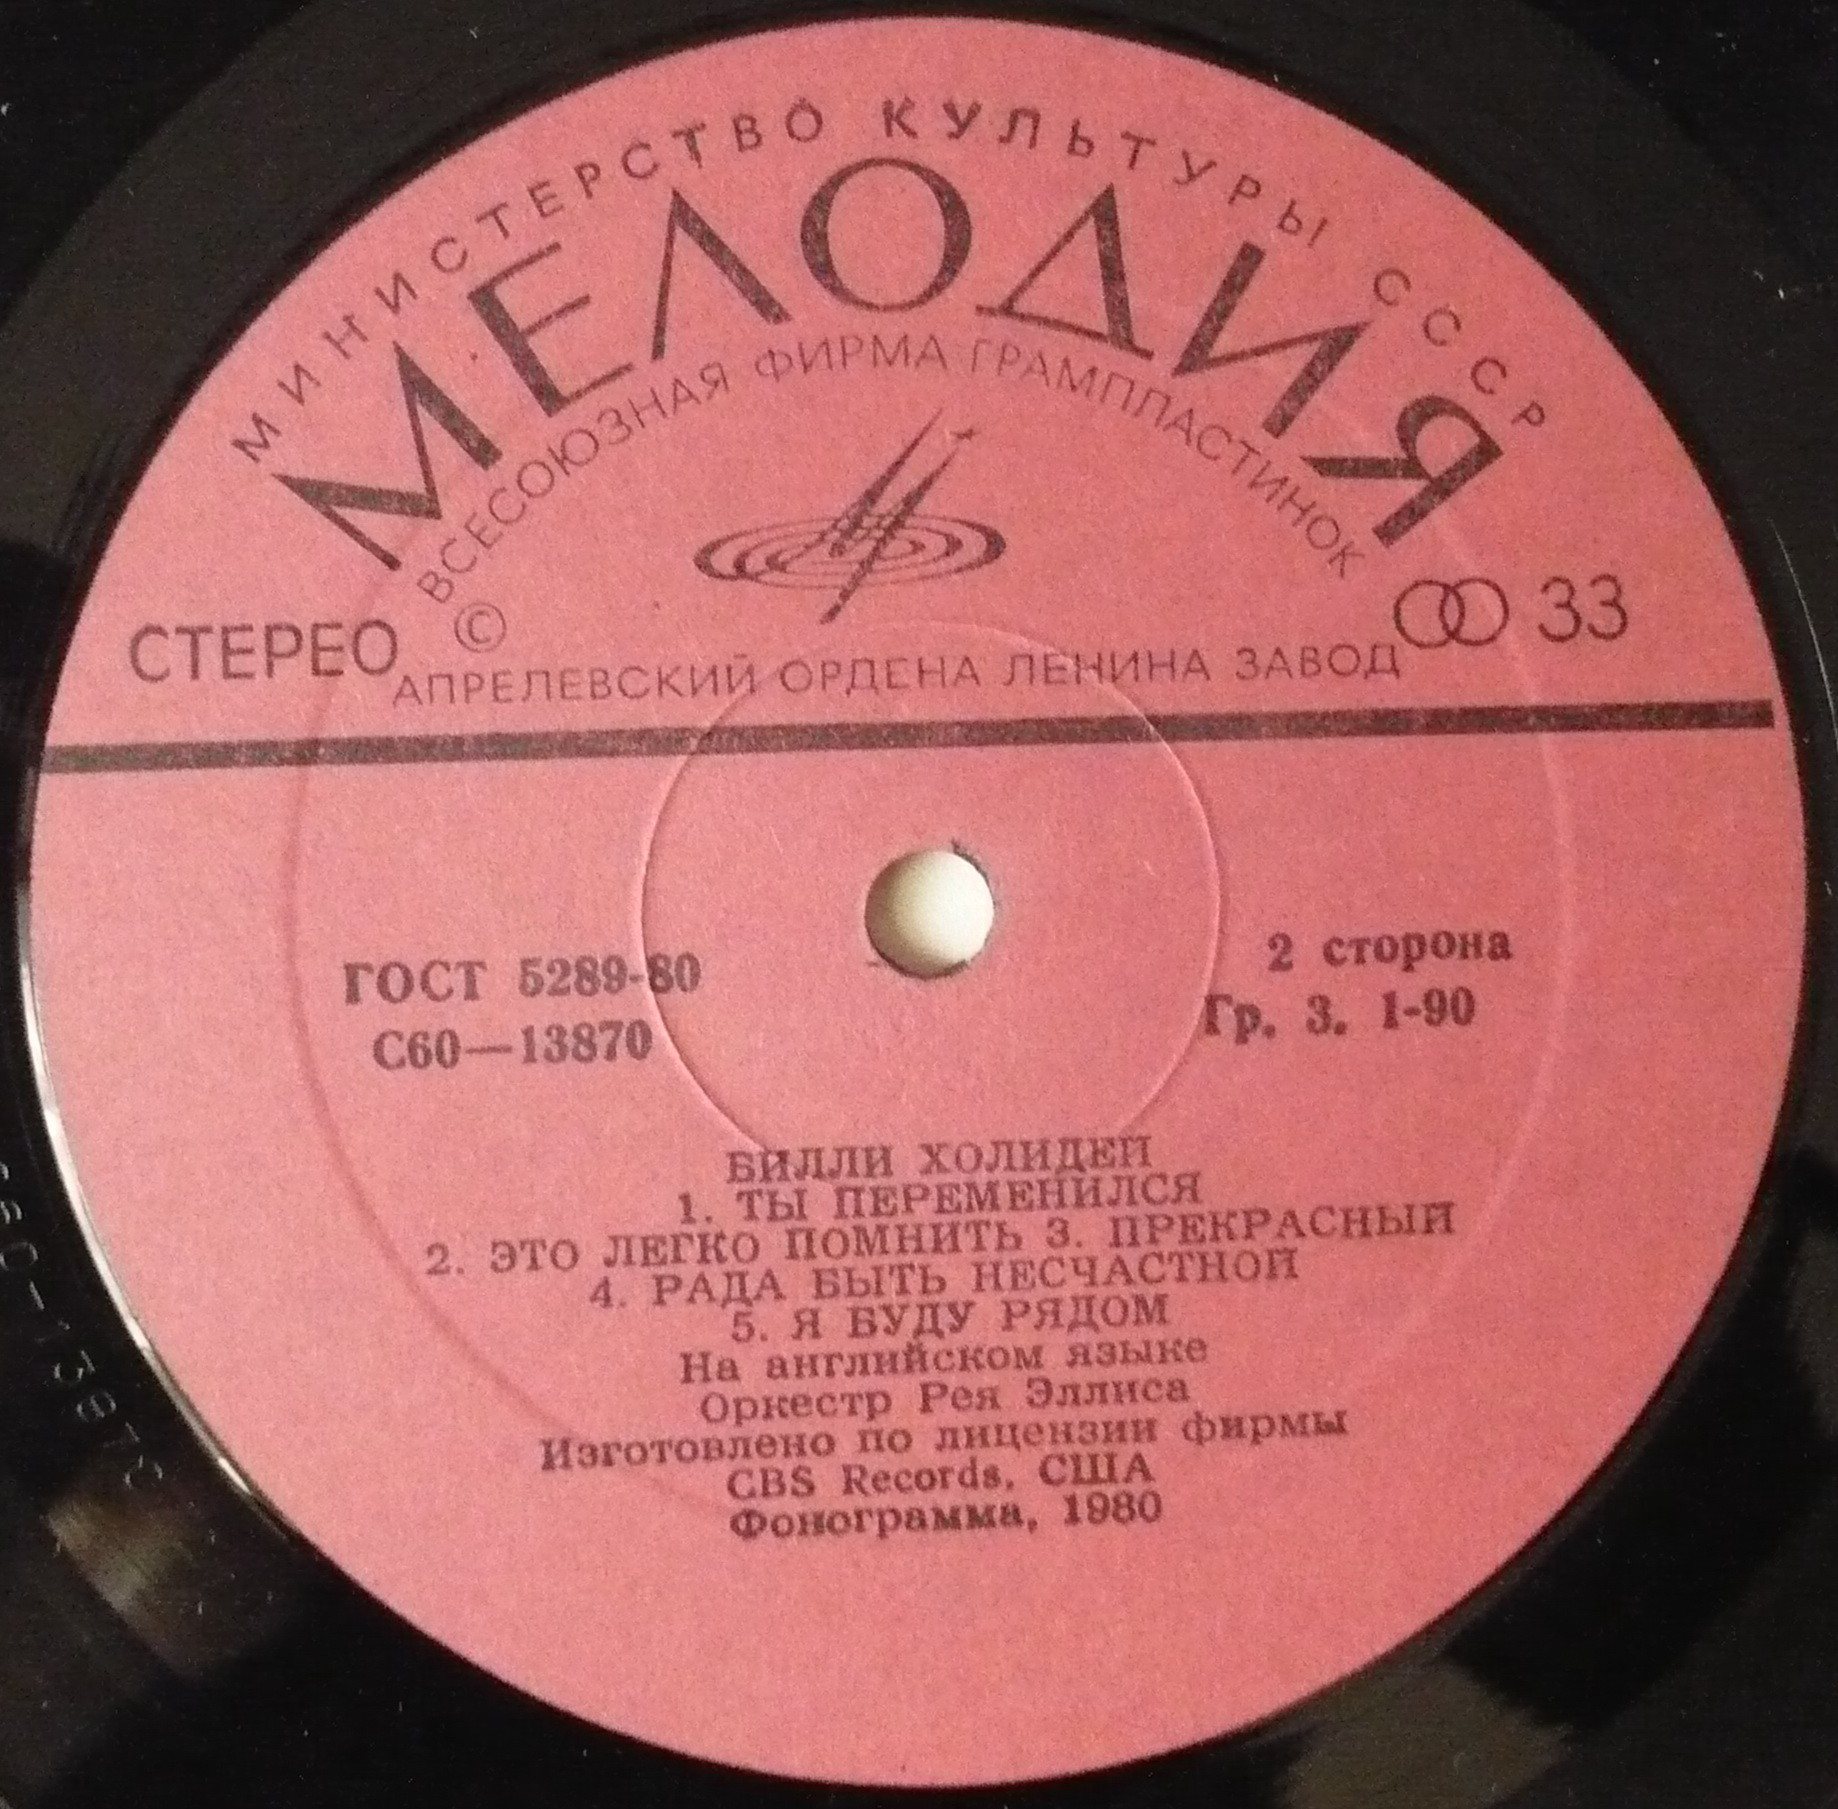 МИНИСТЕРСТВО КУЛЬТУРЫ СССР
МЕЛОДИЯ
ВСЕСОЮЗНАЯ ФИРМА ГРАМПЛАСТИНОК
СТЕРЕО © 33
АПРЕЛЕВСКИЙ ОРДЕНА ЛЕНИНА ЗАВОД
ГОСТ 5289-80
С60—13870
2 сторона
Гр. 3. 1-90
БИЛЛИ ХОЛИДЕЙ
1. ТЫ ПЕРЕМЕНИЛСЯ
2. ЭТО ЛЕГКО ПОМНИТЬ 3. ПРЕКРАСНЫЙ
4. РАДА БЫТЬ НЕСЧАСТНОЙ
5. Я БУДУ РЯДОМ
На английском языке
Оркестр Рея Эллиса
Изготовлено по лицензии фирмы
CBS Records, США
Фонограмма, 1980